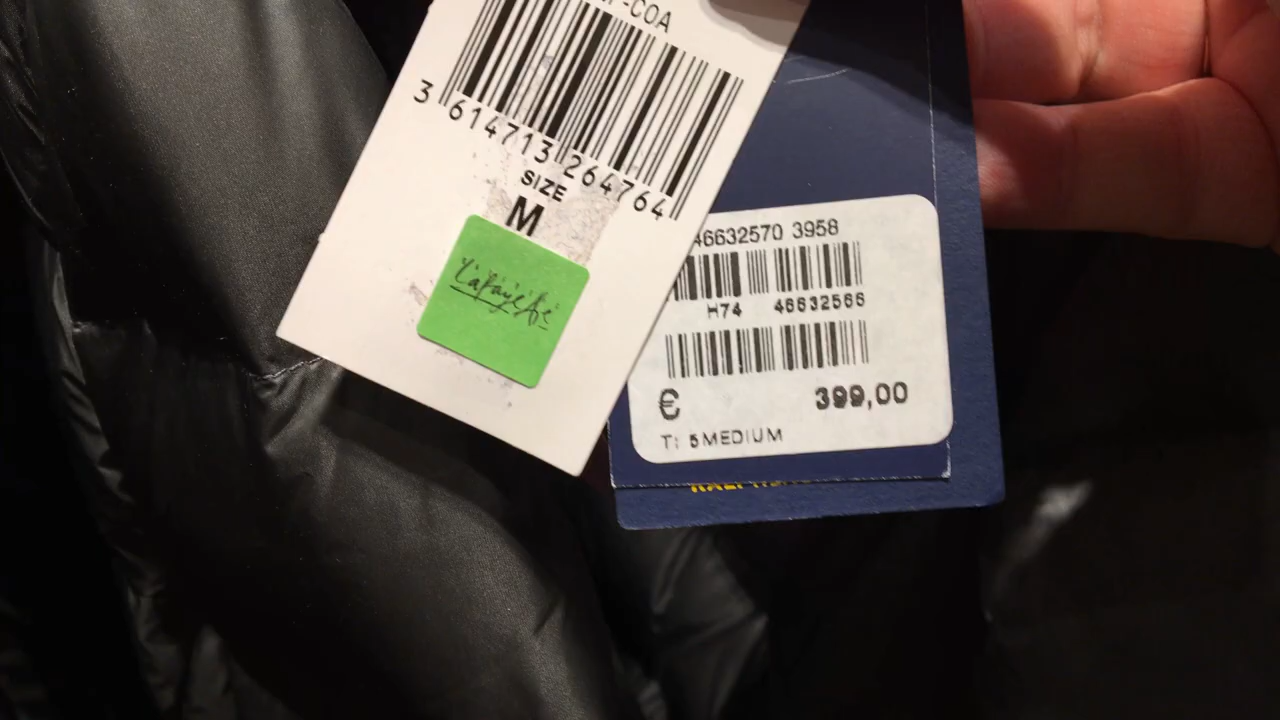 -COA
3 614713 264764
SIZE
M
Lafayette
46632570 3958
H74 46632566
€ 399,00
T: 5MEDIUM